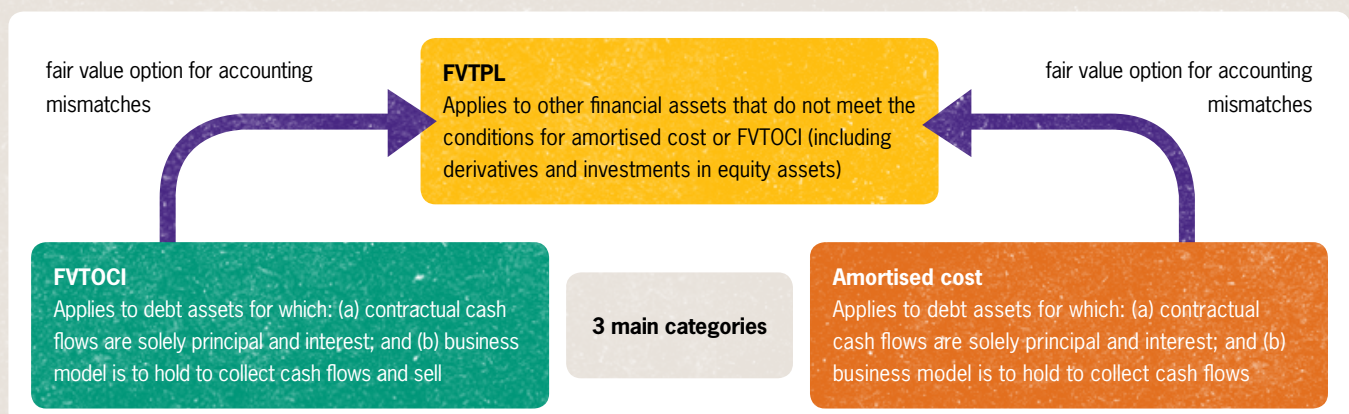 fair value option for accounting
mismatches
FVTPL
Applies to other financial assets that do not meet the
conditions for amortised cost or FVTOCI (including
derivatives and investments in equity assets)
fair value option for accounting
mismatches
FVTOCI
Applies to debt assets for which: (a) contractual cash
flows are solely principal and interest; and (b) business
model is to hold to collect cash flows and sell
3 main categories
Amortised cost
Applies to debt assets for which: (a) contractual
cash flows are solely principal and interest; and (b)
business model is to hold to collect cash flows